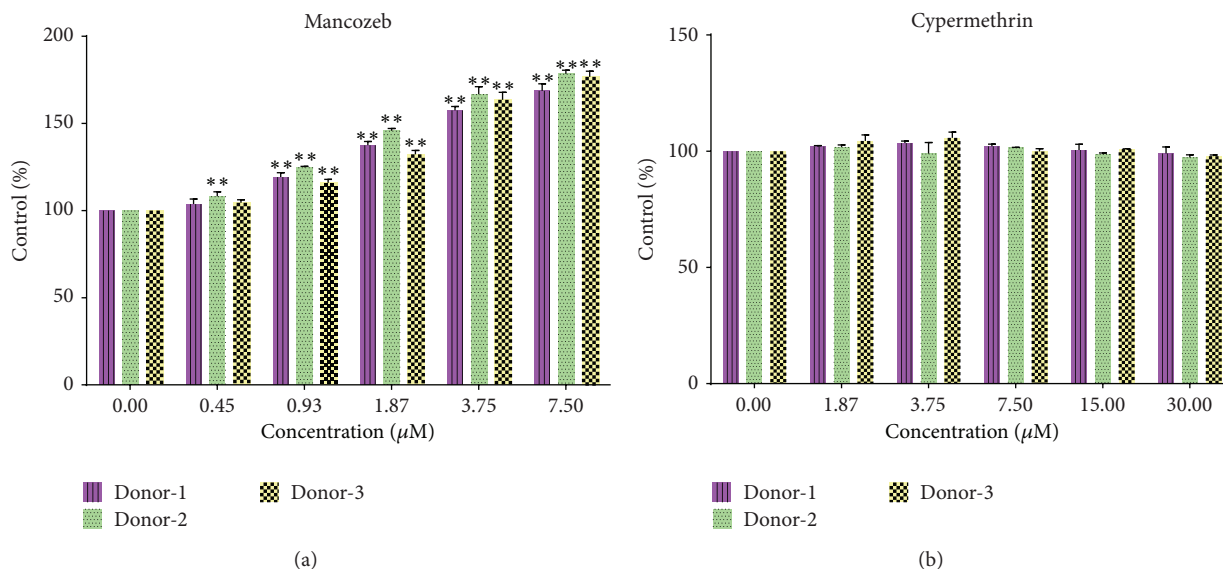 Mancozeb
200
150
100
50
0
Control (%)
** 
** ** **
** ** **
** ** **
** ** **
0.00 0.45 0.93 1.87 3.75 7.50
Concentration (μM)
Donor-1 Donor-3
Donor-2
(a)
Cypermethrin
150
100
50
0
Control (%)
0.00 1.87 3.75 7.50 15.00 30.00
Concentration (μM)
Donor-1 Donor-3
Donor-2
(b)